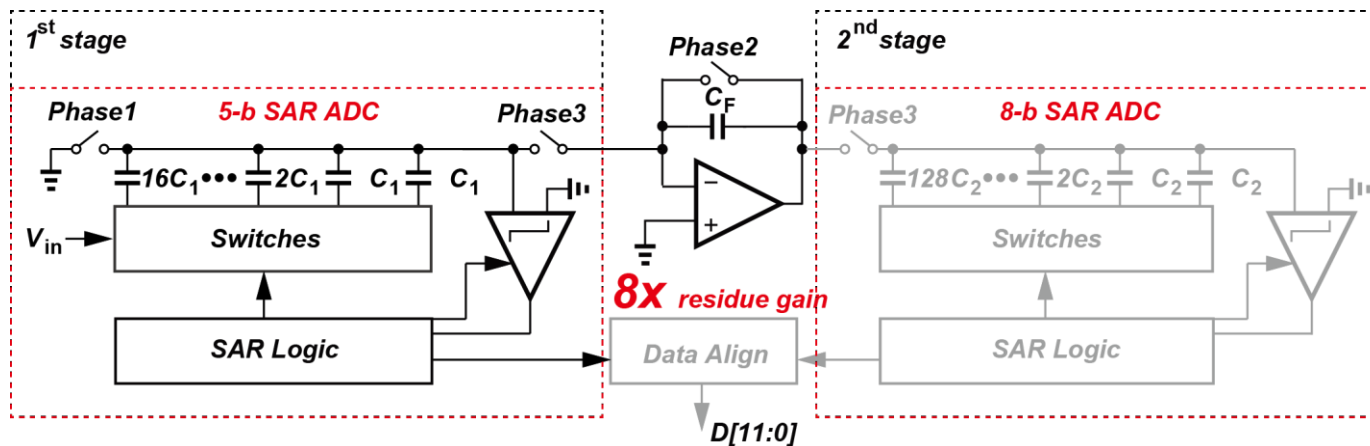 1st stage
Phase1
5-b SAR ADC
Phase3
16C1••• 2C1 C1 C1
Vin
Switches
SAR Logic
Phase2
CF
−
+
8x residue gain
Data Align
D[11:0]
2nd stage
Phase3
8-b SAR ADC
128C2••• 2C2 C2 C2
Switches
SAR Logic